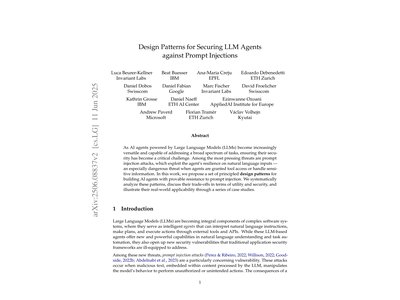 Design Patterns for Securing LLM Agents
against Prompt Injections
Luca Beurer-Kellner Beat Buesser Ana-Maria Creţu Edoardo Debenedetti
Invariant Labs IBM EPFL ETH Zurich
Daniel Dobos Daniel Fabian Marc Fischer David Froelicher
Swisscom Google Invariant Labs Swisscom
Kathrin Grosse Daniel Naeff Ezinwanne Ozoani
IBM ETH AI Center AppliedAI Institute for Europe
Andrew Paverd Florian Tramèr Václav Volhejn
Microsoft ETH Zurich Kyutai
arXiv:2506.08837v2 [cs.LG] 11 Jun 2025
Abstract
As AI agents powered by Large Language Models (LLMs) become increasingly
versatile and capable of addressing a broad spectrum of tasks, ensuring their secu-
rity has become a critical challenge. Among the most pressing threats are prompt
injection attacks, which exploit the agent's resilience on natural language inputs —
an especially dangerous threat when agents are granted tool access or handle sensi-
tive information. In this work, we propose a set of principled design patterns for
building AI agents with provable resistance to prompt injection. We systematically
analyze these patterns, discuss their trade-offs in terms of utility and security, and
illustrate their real-world applicability through a series of case studies.
1 Introduction
Large Language Models (LLMs) are becoming integral components of complex software sys-
tems, where they serve as intelligent agents that can interpret natural language instructions,
make plans, and execute actions through external tools and APIs. While these LLM-based
agents offer new and powerful capabilities in natural language understanding and task au-
tomation, they also open up new security vulnerabilities that traditional application security
frameworks are ill-equipped to address.
Among these new threats, prompt injection attacks (Perez & Ribeiro, 2022; Willison, 2022; Good-
side, 2022b; Abdelnabi et al., 2023) are a particularly concerning vulnerability. These attacks
occur when malicious text, embedded within content processed by the LLM, manipulates
the model's behavior to perform unauthorized or unintended actions. The consequences of a
1